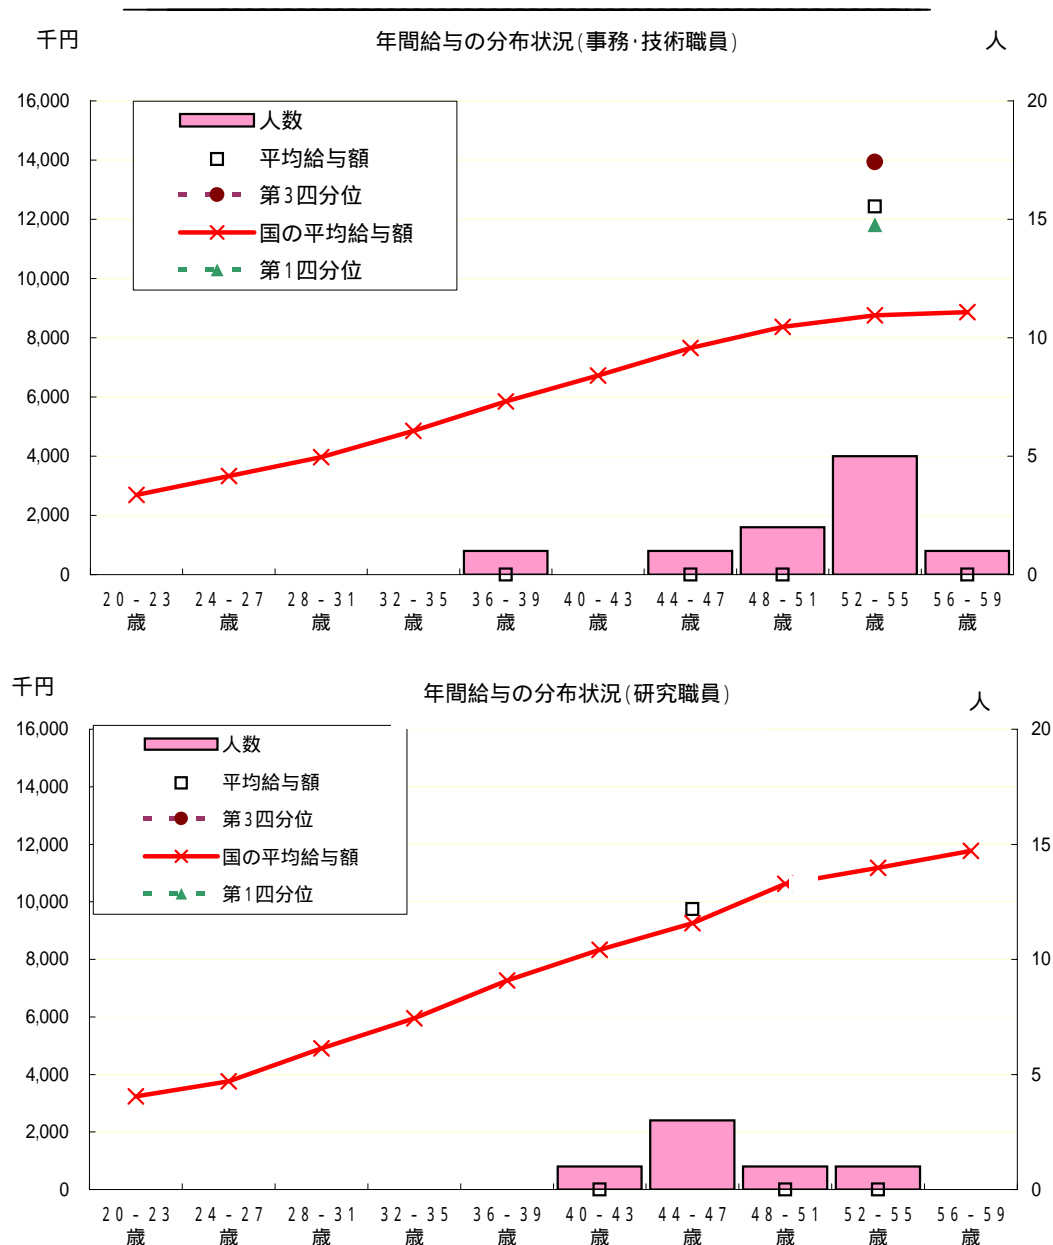 千円
年間給与の分布状況(事務･技術職員)
人
人数
平均給与額
第3四分位
国の平均給与額
第1四分位
16,000
14,000
12,000
10,000
8,000
6,000
4,000
2,000
0
20
15
10
5
0
20-23 24-27 28-31 32-35 36-39 40-43 44-47 48-51 52-55 56-59
歳 歳 歳 歳 歳 歳 歳 歳 歳 歳
千円
年間給与の分布状況(研究職員)
人
人数
平均給与額
第3四分位
国の平均給与額
第1四分位
16,000
14,000
12,000
10,000
8,000
6,000
4,000
2,000
0
20
15
10
5
0
20-23 24-27 28-31 32-35 36-39 40-43 44-47 48-51 52-55 56-59
歳 歳 歳 歳 歳 歳 歳 歳 歳 歳